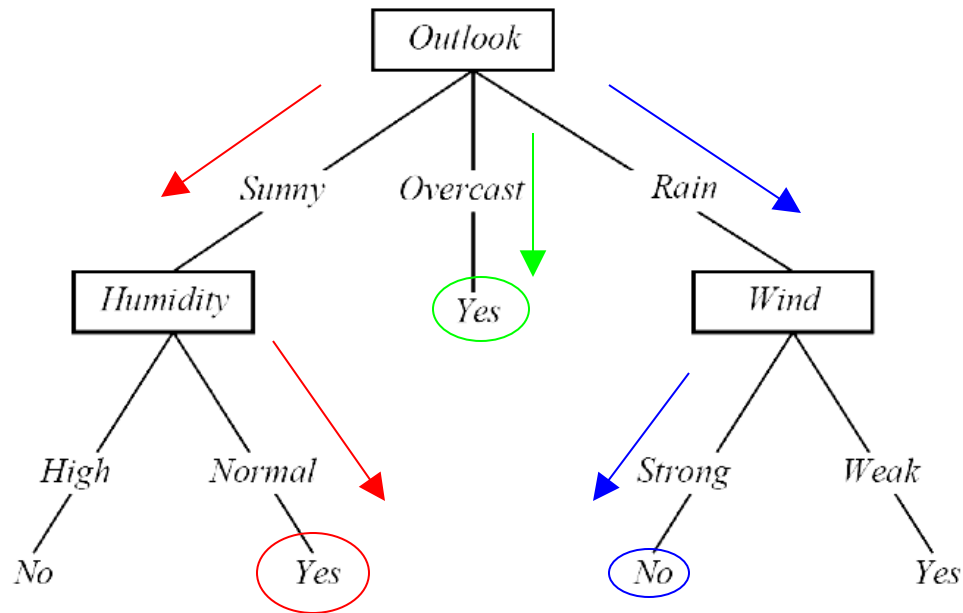 Outlook
Sunny Overcast Rain
Humidity Yes Wind
High Normal Strong Weak
No Yes No Yes